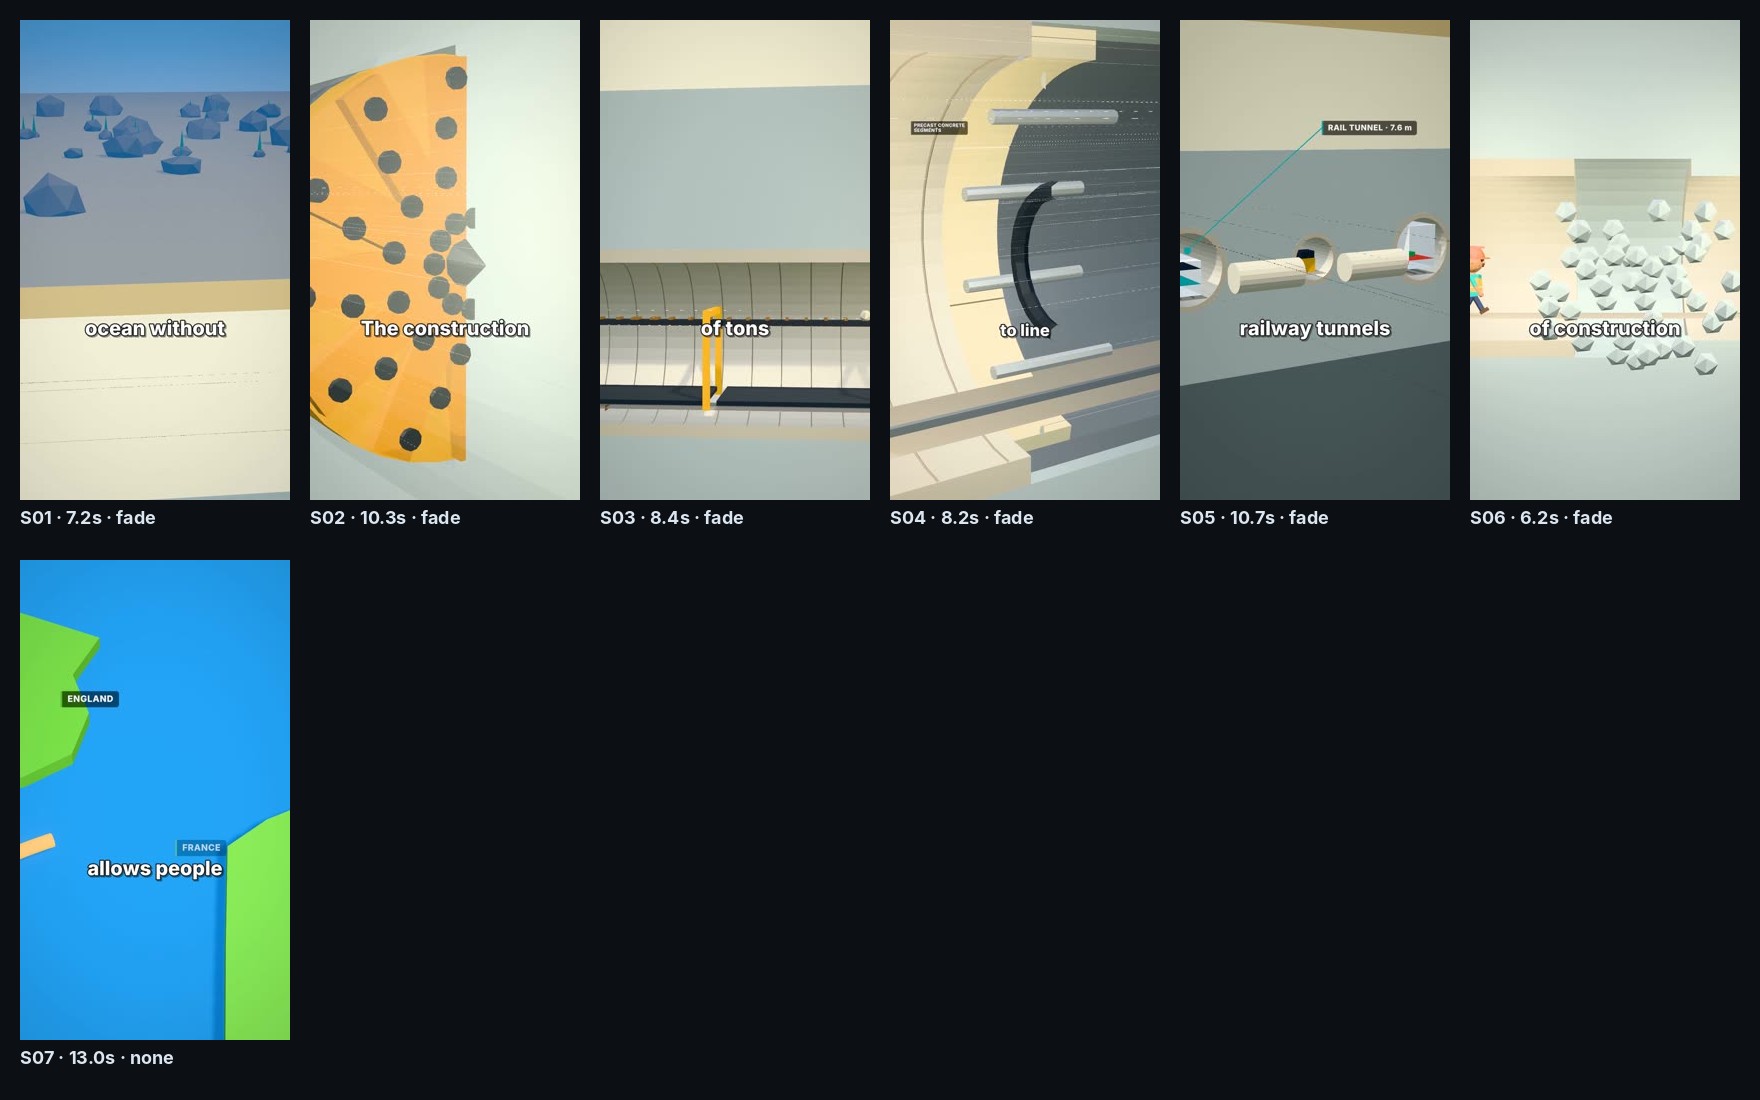 ocean without
The construction
of tons
PRECAST CONCRETE
SEGMENTS
to line
RAIL TUNNEL · 7.6 m
railway tunnels
of construction
S01 · 7.2s · fade
S02 · 10.3s · fade
S03 · 8.4s · fade
S04 · 8.2s · fade
S05 · 10.7s · fade
S06 · 6.2s · fade
ENGLAND
FRANCE
allows people
S07 · 13.0s · none